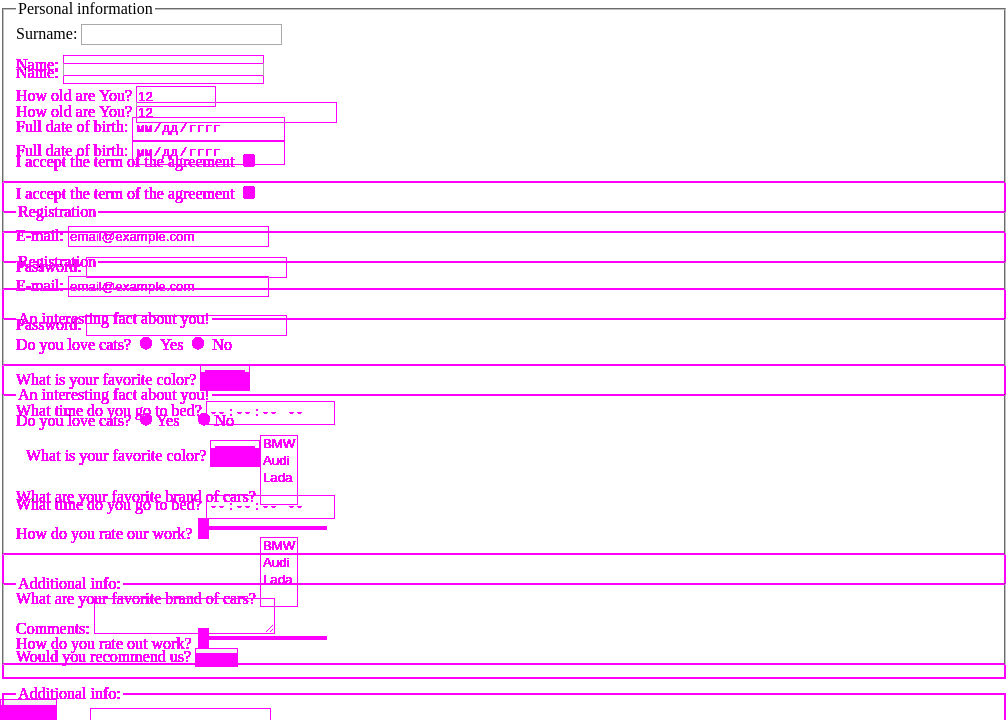 Personal information
Surname:
Name:
Name:
How old are You? 12
How old are You? 12
Full date of birth: мм/дд/гггг
Full date of birth: мм/дд/гггг
I accept the term of the agreement
I accept the term of the agreement
Registration
E-mail: email@example.com
Registration
Password:
E-mail: email@example.com
An interesting fact about you!
Password:
Do you love cats? Yes No
What is your favorite color?
An interesting fact about you!
What time do you go to bed? --:--:-- --
Do you love cats? Yes No
BMW
What is your favorite color?
Audi
Lada
What are your favorite brand of cars?
What time do you go to bed? --:--:-- --
How do you rate our work?
BMW
Audi
Lada
Additional info:
What are your favorite brand of cars?
Comments:
How do you rate out work?
Would you recommend us?
Additional info: